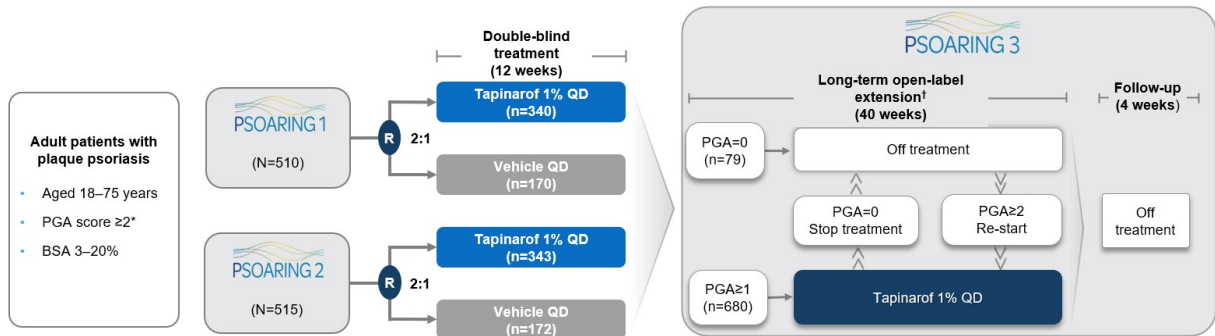 Adult patients with
plaque psoriasis
• Aged 18–75 years
• PGA score ≥2*
• BSA 3–20%
PSOARING 1
(N=510)
PSOARING 2
(N=515)
R
2:1
R
2:1
Double-blind
treatment
(12 weeks)
Tapinarof 1% QD
(n=340)
Vehicle QD
(n=170)
Tapinarof 1% QD
(n=343)
Vehicle QD
(n=172)
PSOARING 3
Long-term open-label
extension†
(40 weeks)
Follow-up
(4 weeks)
PGA=0
(n=79)
Off treatment
PGA=0
Stop treatment
PGA≥2
Re-start
Off
treatment
PGA≥1
(n=680)
Tapinarof 1% QD